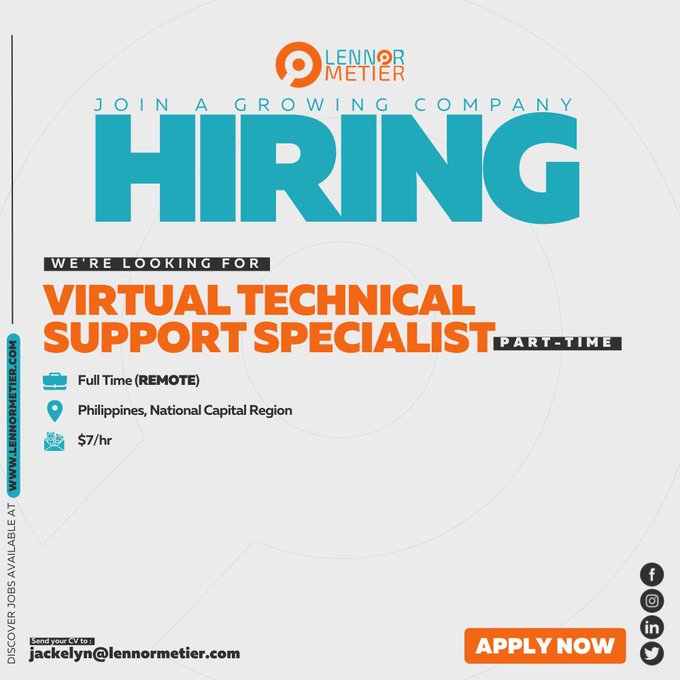 LENNOR
METIER
JOIN A GROWING COMPANY
HIRING
WE'RE LOOKING FOR
VIRTUAL TECHNICAL
SUPPORT SPECIALIST
PART-TIME
Full Time (REMOTE)
Philippines, National Capital Region
$7/hr
DISCOVER JOBS AVAILABLE AT WWW.LENNORMETIER.COM
Send your CV to :
jackelyn@lennormetier.com
APPLY NOW